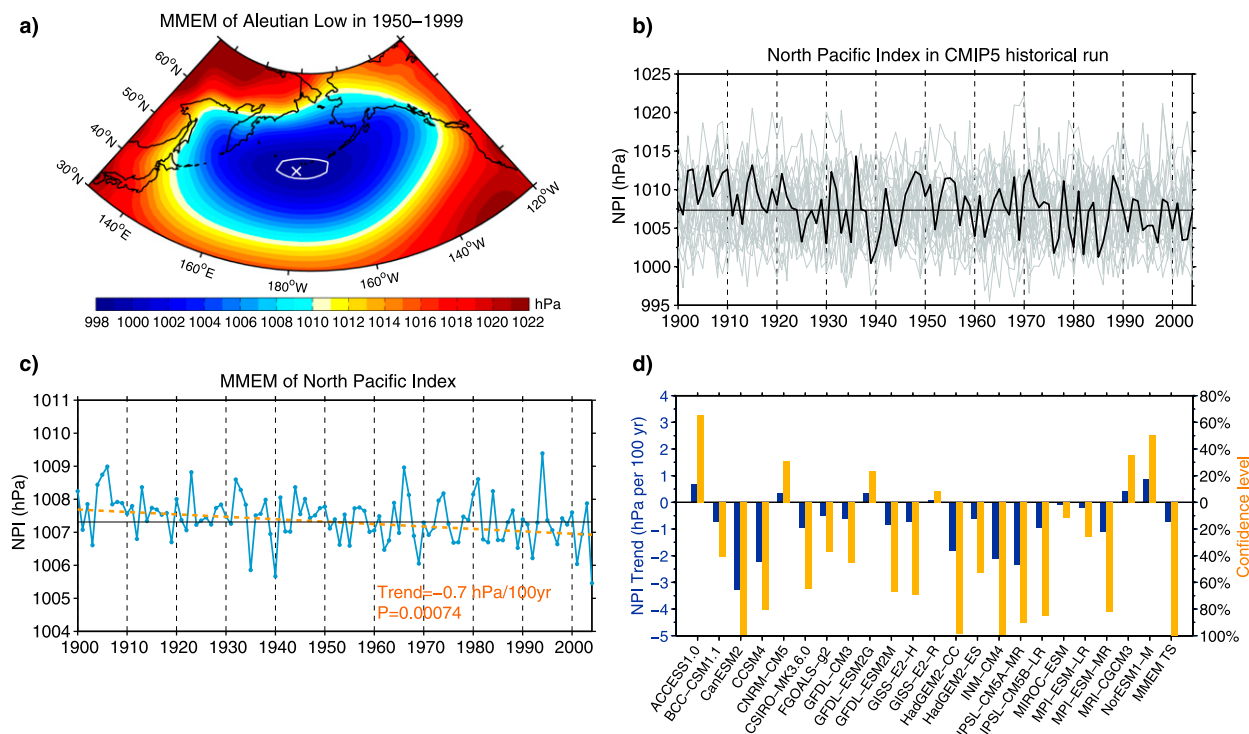 a)
MMEM of Aleutian Low in 1950−1999
60°N
50°N
40°N
30°N
140°E
160°E
180°W
160°W
140°W
120°W
hPa
998 1000 1002 1004 1006 1008 1010 1012 1014 1016 1018 1020 1022
b)
North Pacific Index in CMIP5 historical run
NPI (hPa)
1025
1020
1015
1010
1005
1000
995
1900 1910 1920 1930 1940 1950 1960 1970 1980 1990 2000
c)
MMEM of North Pacific Index
NPI (hPa)
1011
1010
1009
1008
1007
1006
1005
1004
Trend=−0.7 hPa/100yr
P=0.00074
1900 1910 1920 1930 1940 1950 1960 1970 1980 1990 2000
d)
NPI Trend (hPa per 100 yr)
4
3
2
1
0
−1
−2
−3
−4
−5
80%
60%
40%
20%
0
20%
40%
60%
80%
100%
Confidence level
ACCESS1.0
BCC−CSM1.1
CanESM2
CCSM4
CNRM−CM5
CSIRO−MK3.6.0
FGOALS−g2
GFDL−CM3
GFDL−ESM2G
GFDL−ESM2M
GISS−E2−H
GISS−E2−R
HadGEM2−CC
HadGEM2−ES
INM−CM4
IPSL−CM5A−MR
IPSL−CM5B−LR
MIROC−ESM
MPI−ESM−LR
MPI−ESM−MR
MRI−CGCM3
NorESM1−M
MMEM TS